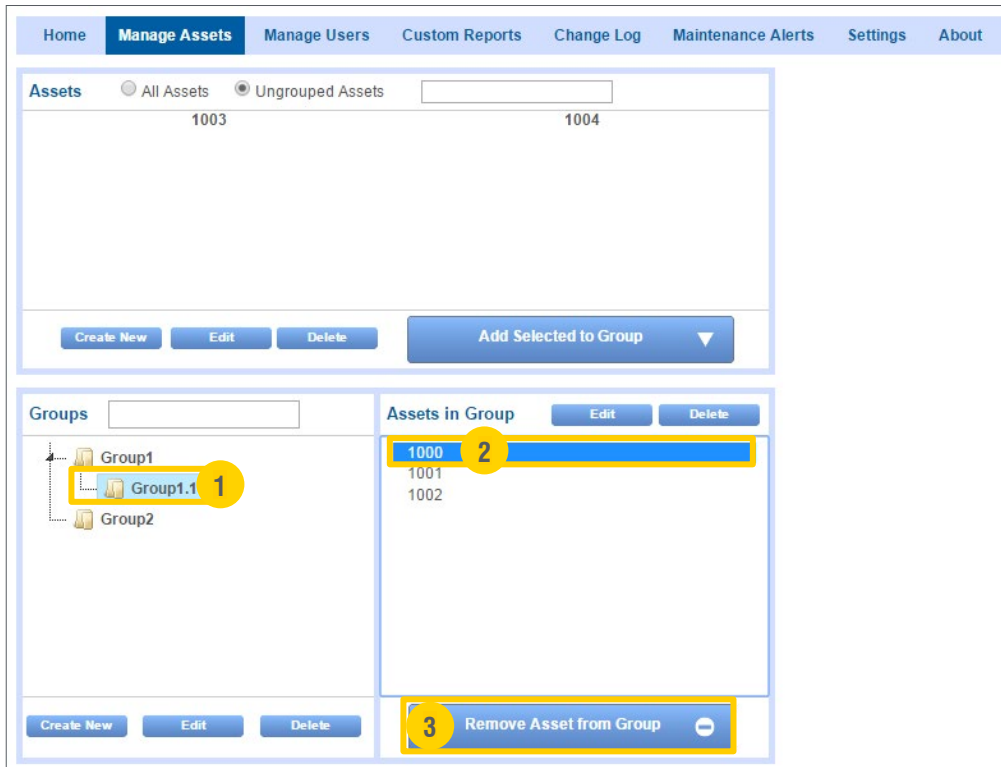 Home Manage Assets Manage Users Custom Reports Change Log Maintenance Alerts Settings About
Assets All Assets Ungrouped Assets
1003 1004
Create New Edit Delete Add Selected to Group
Groups
Group1
Group1.1 1
Group2
Create New Edit Delete
Assets in Group Edit Delete
1000 2
1001
1002
3 Remove Asset from Group